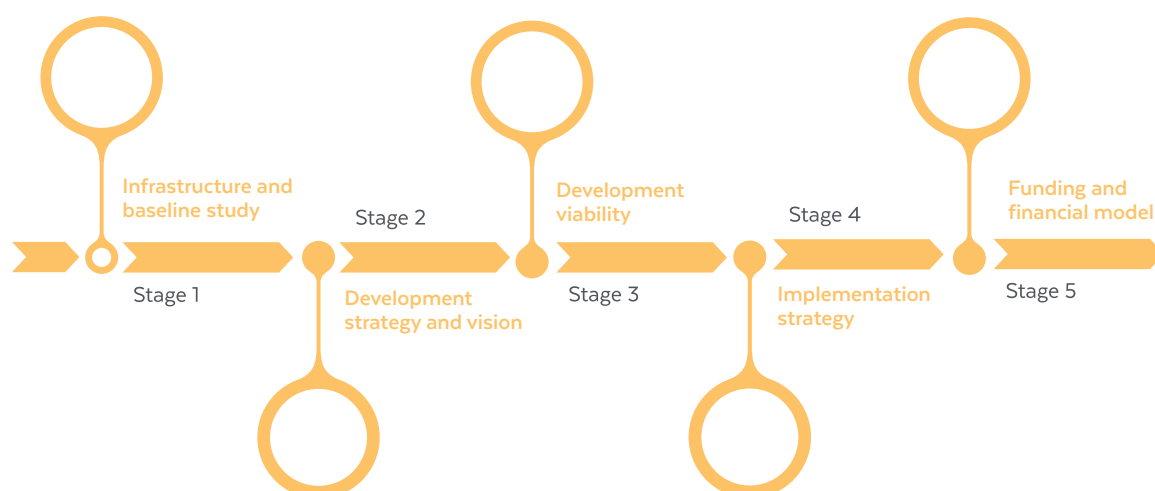 Infrastructure and
baseline study
Stage 1
Stage 2
Development
strategy and vision
Development
viability
Stage 3
Stage 4
Implementation
strategy
Funding and
financial model
Stage 5